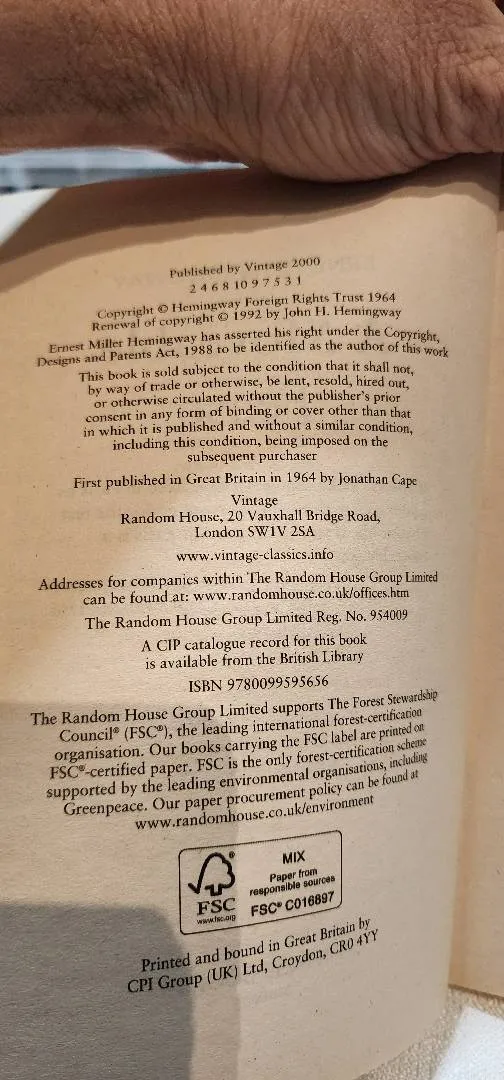 Published by Vintage 2000
2 4 6 8 10 9 7 5 3 1
Copyright © Hemingway Foreign Rights Trust 1964
Renewal of copyright © 1992 by John H. Hemingway
Ernest Miller Hemingway has asserted his right under the Copyright,
Designs and Patents Act, 1988 to be identified as the author of this work
This book is sold subject to the condition that it shall not,
by way of trade or otherwise, be lent, resold, hired out,
or otherwise circulated without the publisher's prior
consent in any form of binding or cover other than that
in which it is published and without a similar condition,
including this condition, being imposed on the
subsequent purchaser
First published in Great Britain in 1964 by Jonathan Cape
Vintage
Random House, 20 Vauxhall Bridge Road,
London SW1V 2SA
www.vintage-classics.info
Addresses for companies within The Random House Group Limited
can be found at: www.randomhouse.co.uk/offices.htm
The Random House Group Limited Reg. No. 954009
A CIP catalogue record for this book
is available from the British Library
ISBN 9780099595656
The Random House Group Limited supports The Forest Stewardship
Council® (FSC®), the leading international forest-certification
organisation. Our books carrying the FSC label are printed on
FSC®-certified paper. FSC is the only forest-certification scheme
supported by the leading environmental organisations, including
Greenpeace. Our paper procurement policy can be found at
www.randomhouse.co.uk/environment
FSC
www.fsc.org
MIX
Paper from
responsible sources
FSC® C016897
Printed and bound in Great Britain by
CPI Group (UK) Ltd, Croydon, CR0 4YY